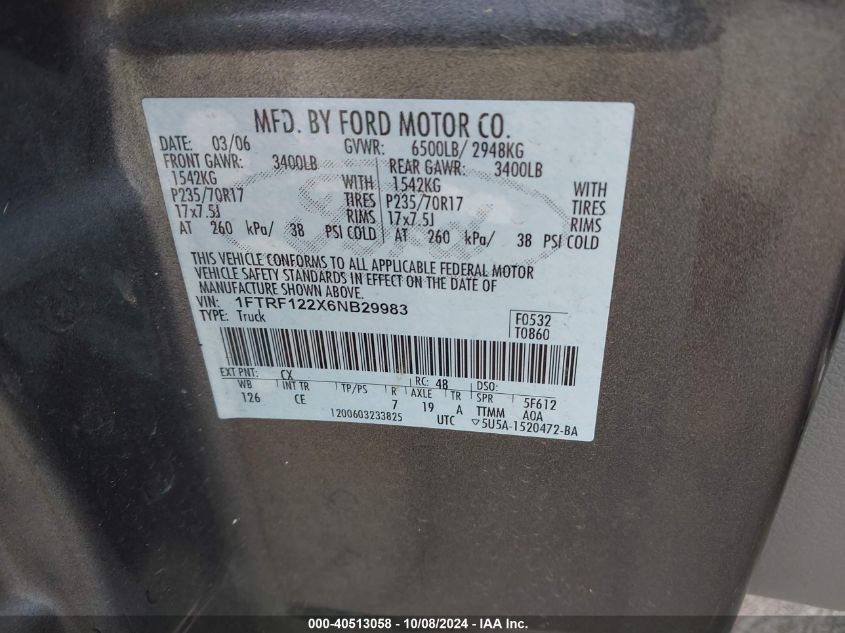 MFD. BY FORD MOTOR CO.
DATE: 03/06 GVWR: 6500LB/ 2948KG
FRONT GAWR: 3400LB REAR GAWR: 3400LB
1542KG WITH 1542KG WITH
P235/70R17 TIRES P235/70R17 TIRES
17x7.5J RIMS 17x7.5J RIMS
AT 260 kPa/ 38 PSI COLD AT 260 kPa/ 38 PSI COLD
THIS VEHICLE CONFORMS TO ALL APPLICABLE FEDERAL MOTOR
VEHICLE SAFETY STANDARDS IN EFFECT ON THE DATE OF
MANUFACTURE SHOWN ABOVE.
VIN: 1FTRF122X6NB29983 F0532
TYPE: Truck T0860
EXT PNT: CX RC: 48 DSO:
WB INT TR TP/PS R AXLE TR SPR 5F612
126 CE 7 19 A TTMM AOA
1200603233825 UTC ▽5U5A-1520472-BA
000-40513058 - 10/08/2024 - IAA Inc.